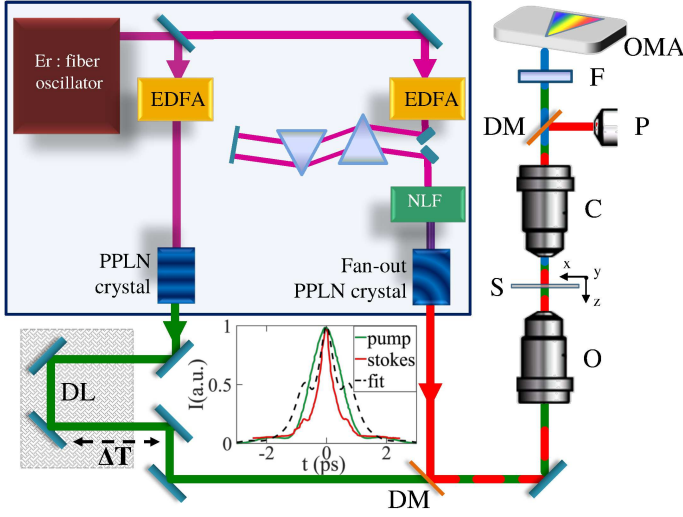 Er : fiber
oscillator
EDFA
EDFA
NLF
PPLN
crystal
Fan-out
PPLN crystal
DL
ΔT
I(a.u.)
1
0.5
0
-2
0
2
t (ps)
pump
stokes
fit
DM
OMA
F
DM
P
C
S
x
y
z
O